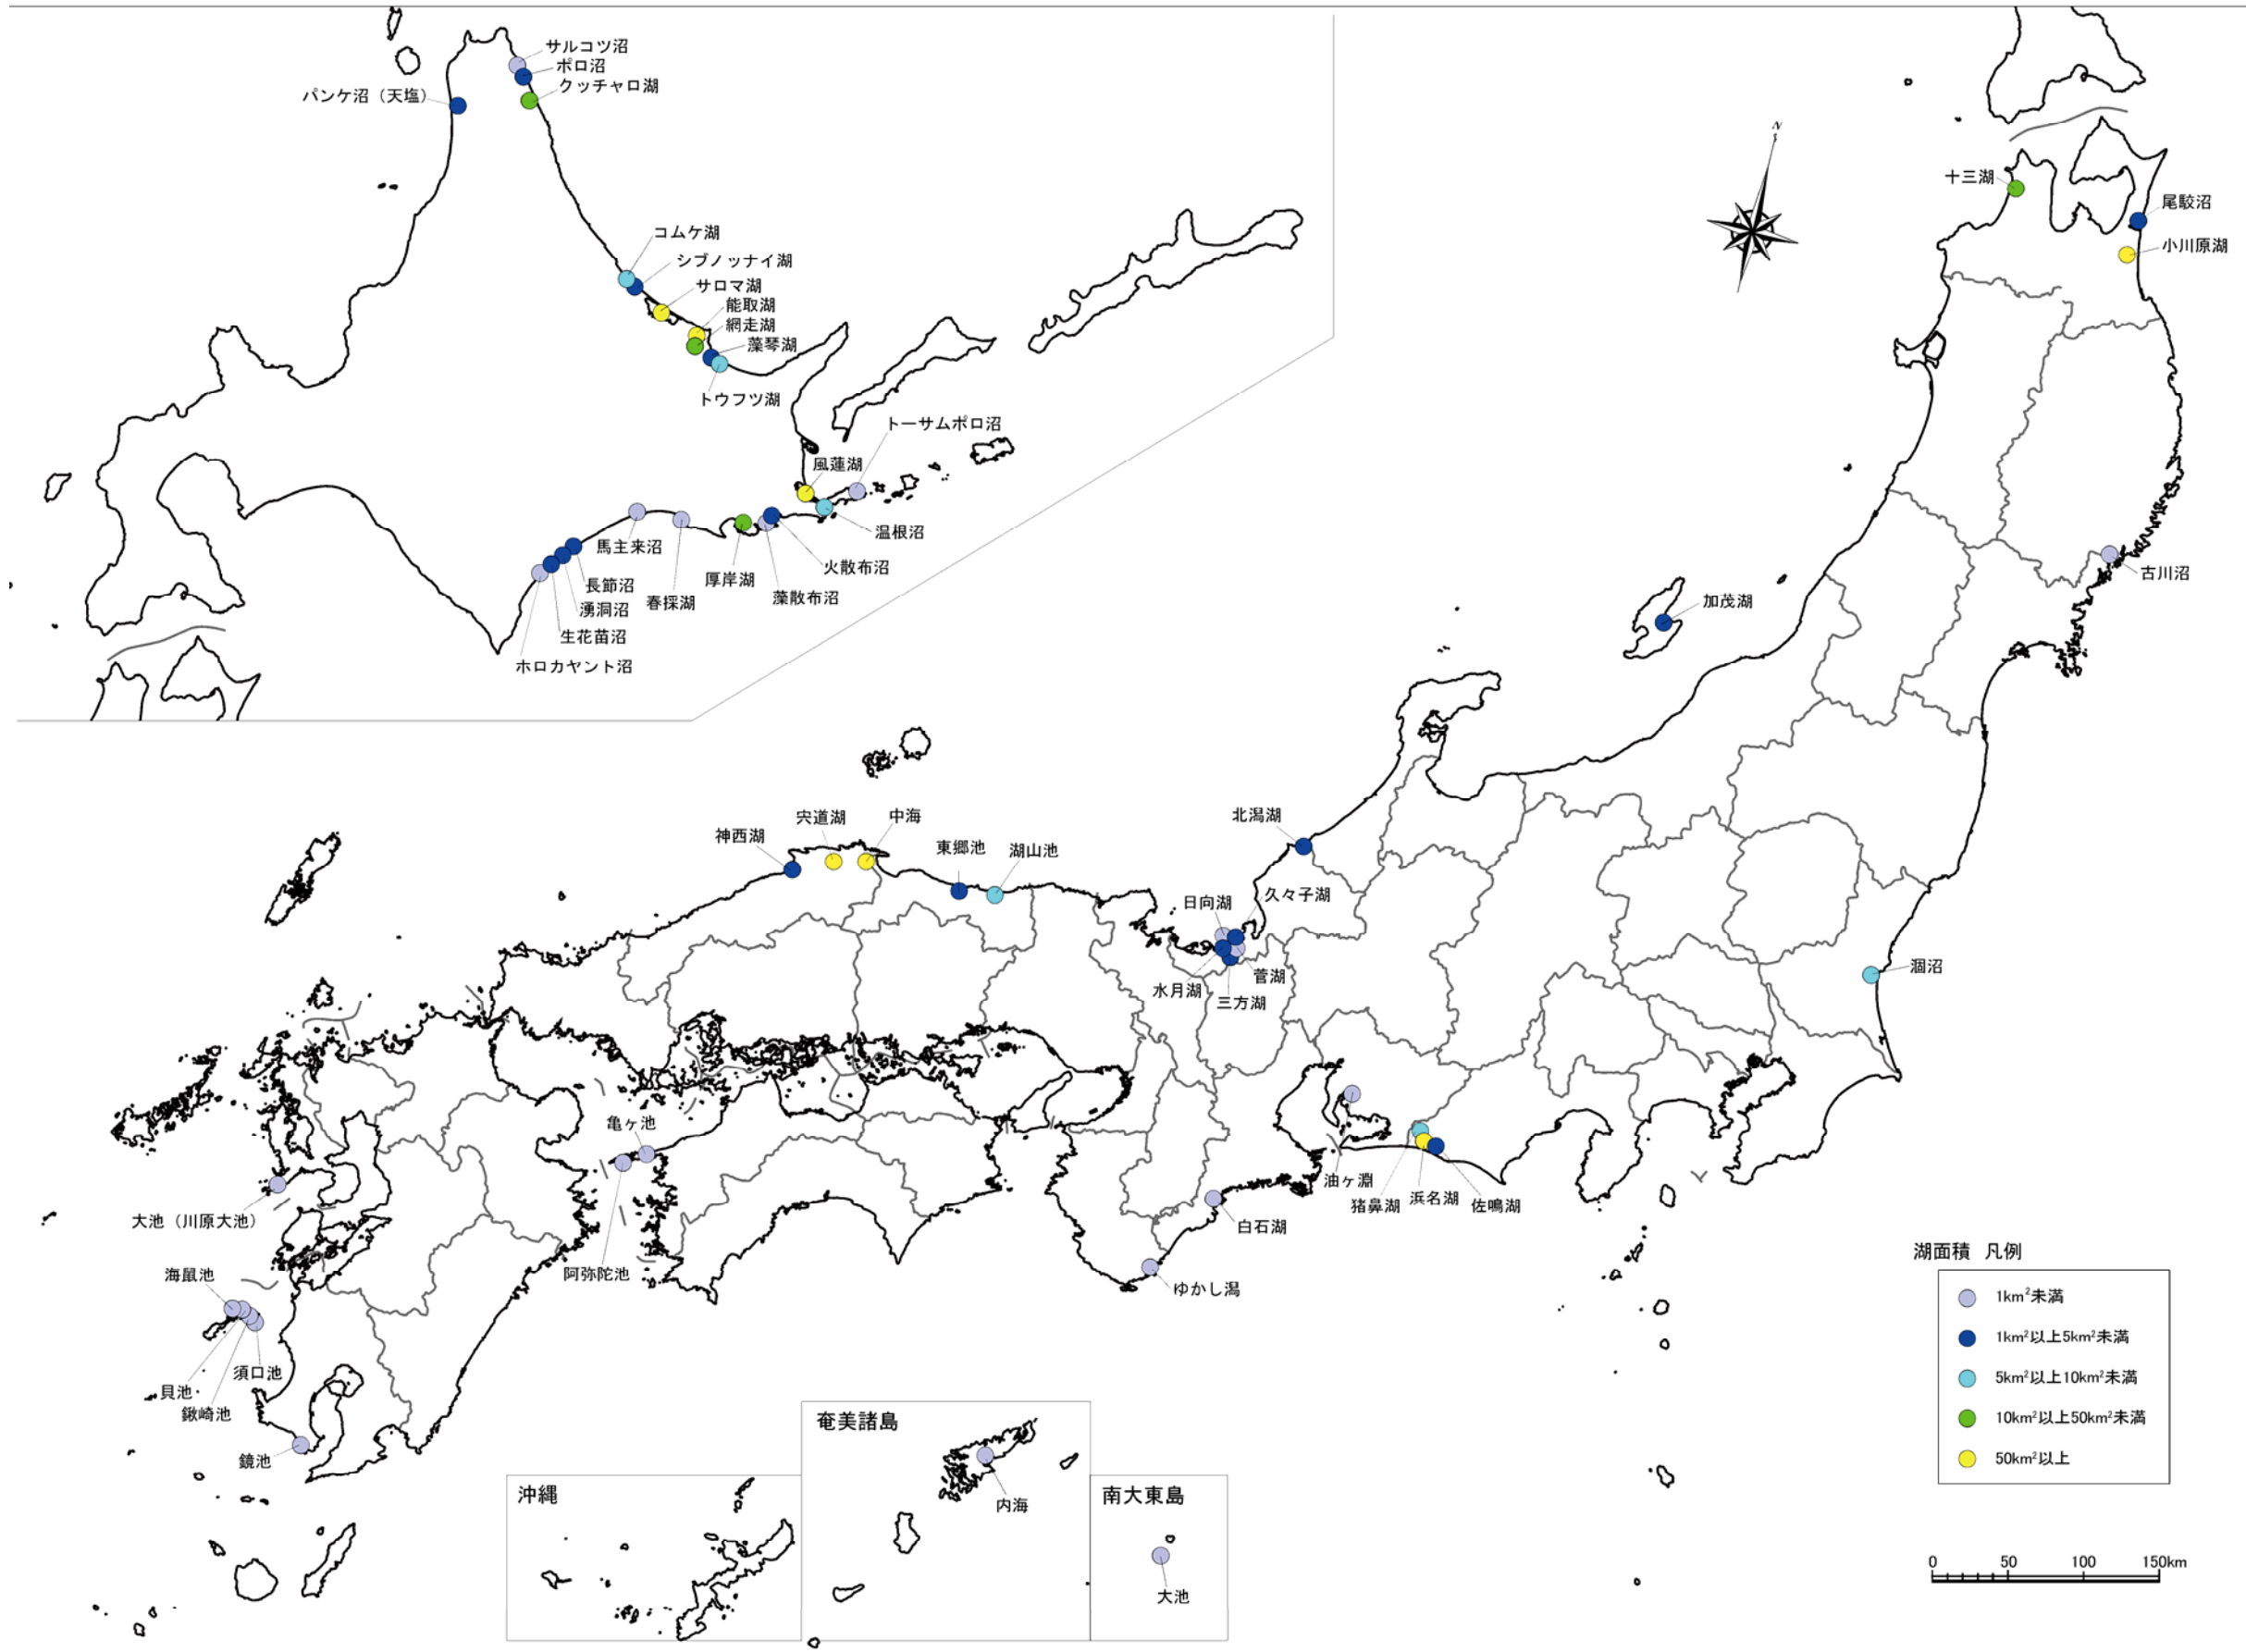 サルコツ沼
ポロ沼
クッチャロ湖
パンケ沼（天塩）
コムケ湖
シブノッナイ湖
サロマ湖
能取湖
網走湖
藻琴湖
トウフツ湖
トーサムポロ沼
風蓮湖
温根沼
火散布沼
藻散布沼
厚岸湖
春採湖
馬主来沼
長節沼
湧洞沼
生花苗沼
ホロカヤント沼
N
十三湖
尾駮沼
小川原湖
古川沼
加茂湖
北潟湖
久々子湖
日向湖
菅湖
水月湖
三方湖
涸沼
神西湖
宍道湖
中海
東郷池
湖山池
油ヶ淵
猪鼻湖
浜名湖
佐鳴湖
白石湖
ゆかし潟
亀ヶ池
阿弥陀池
大池（川原大池）
海鼠池
貝池
鍬崎池
須口池
鏡池
沖縄
奄美諸島
内海
南大東島
大池
湖面積 凡例
1km²未満
1km²以上5km²未満
5km²以上10km²未満
10km²以上50km²未満
50km²以上
0 50 100 150km